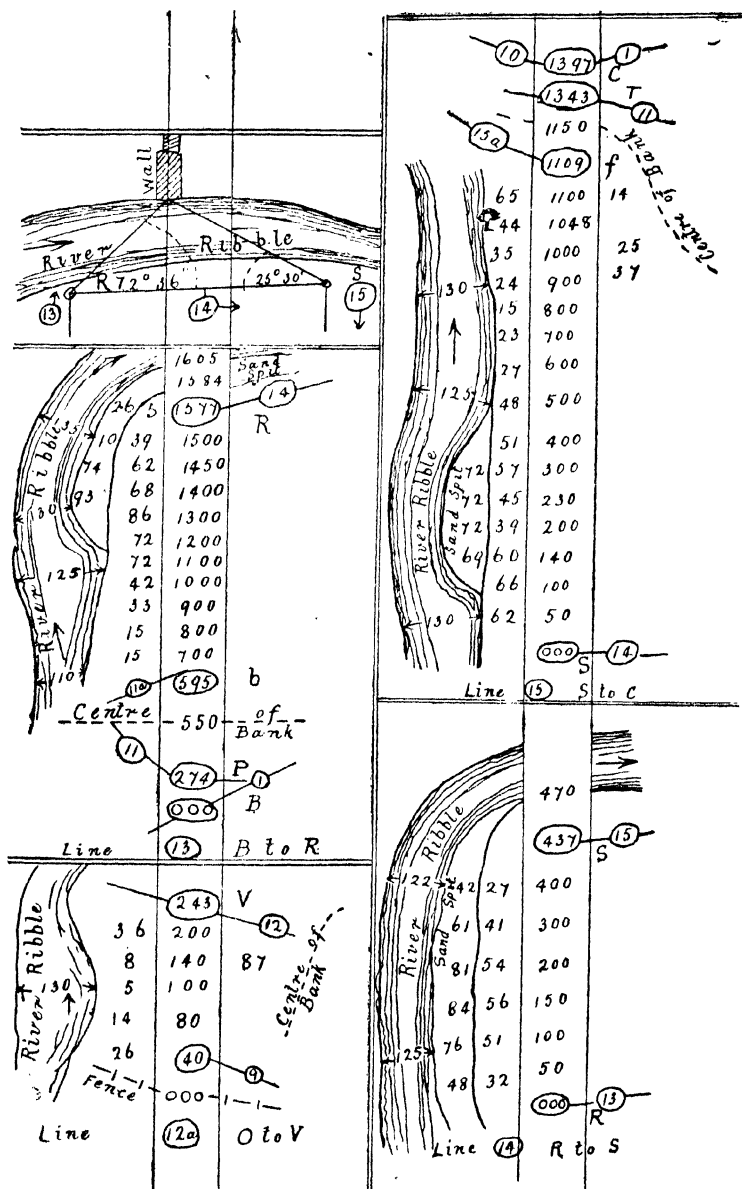 Wall
River Ribble
R 72° 36' 25° 30' S
13 14 15
1605 Sand Spit
1584
26 5 1577 14
R
35 10 39 1500
74 62 1450
93 68 1400
130 86 1300
72 1200
125 72 1100
42 1000
33 900
15 800
15 700
110
River Ribble
11a 595 b
Centre 550 of Bank
11
274 P 1
000 B
Line 13 B to R
243 V
12
36 200
8 140 87
130 5 100
14 80
26 40
9
River Ribble
Centre of Bank
Fence 000
Line 12a O to V
10 1397 1
C
1343 T
11
1150
15a
1109 f
65 1100 14
44 1048
35 1000 25
130 24 900 37
15 800
23 700
27 600
125 48 500
51 400
72 37 300
72 45 230
72 39 200
69 60 140
66 100
130 62 50
River Ribble
Sand Spit
Centre of Bank
000 14
S
Line 15 S to C
470
437 15
S
122 42 27 400
61 41 300
81 54 200
84 56 150
76 51 100
125 48 32 50
River Ribble
Sand Spit
000 13
R
Line 14 R to S